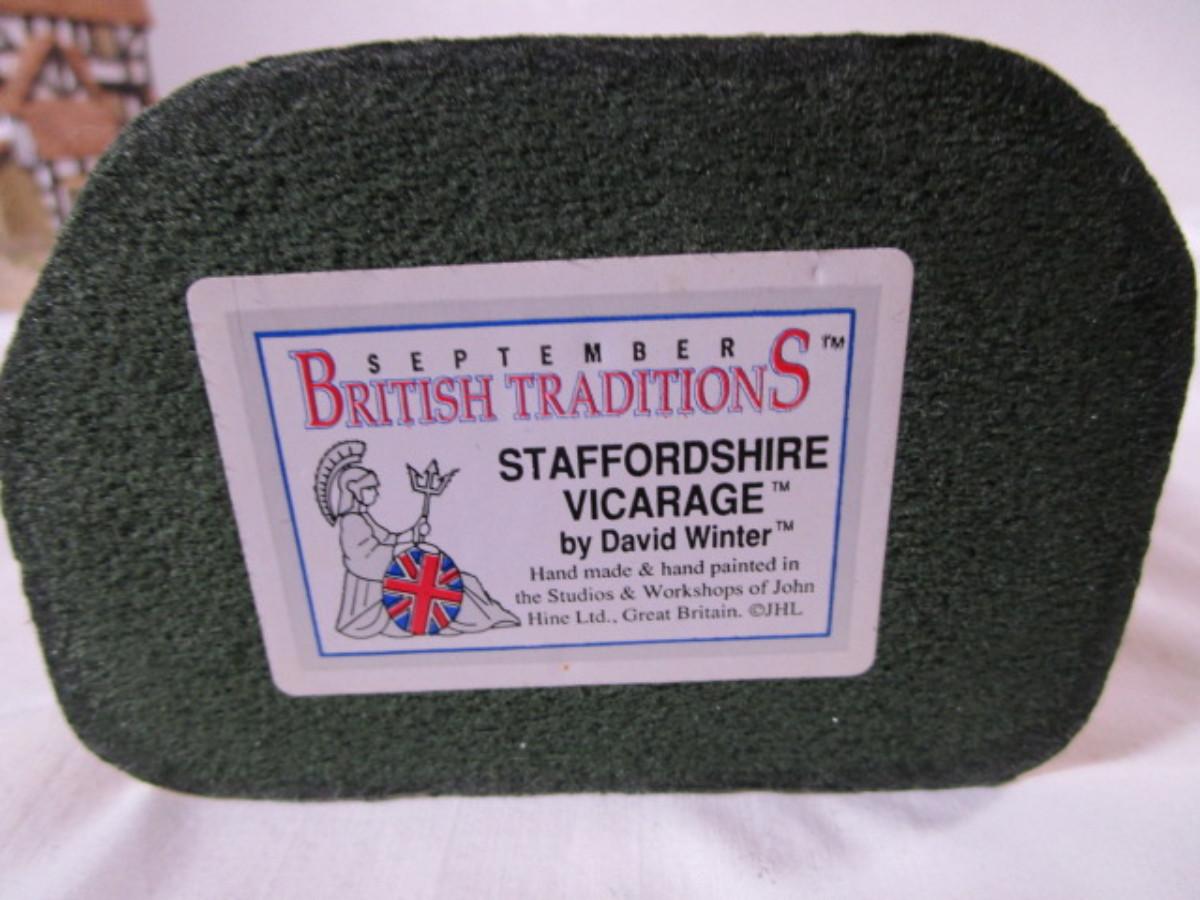 SEPTEMBER
BRITISH TRADITIONS™
STAFFORDSHIRE
VICARAGE™
by David Winter™
Hand made & hand painted in
the Studios & Workshops of John
Hine Ltd., Great Britain. ©JHL